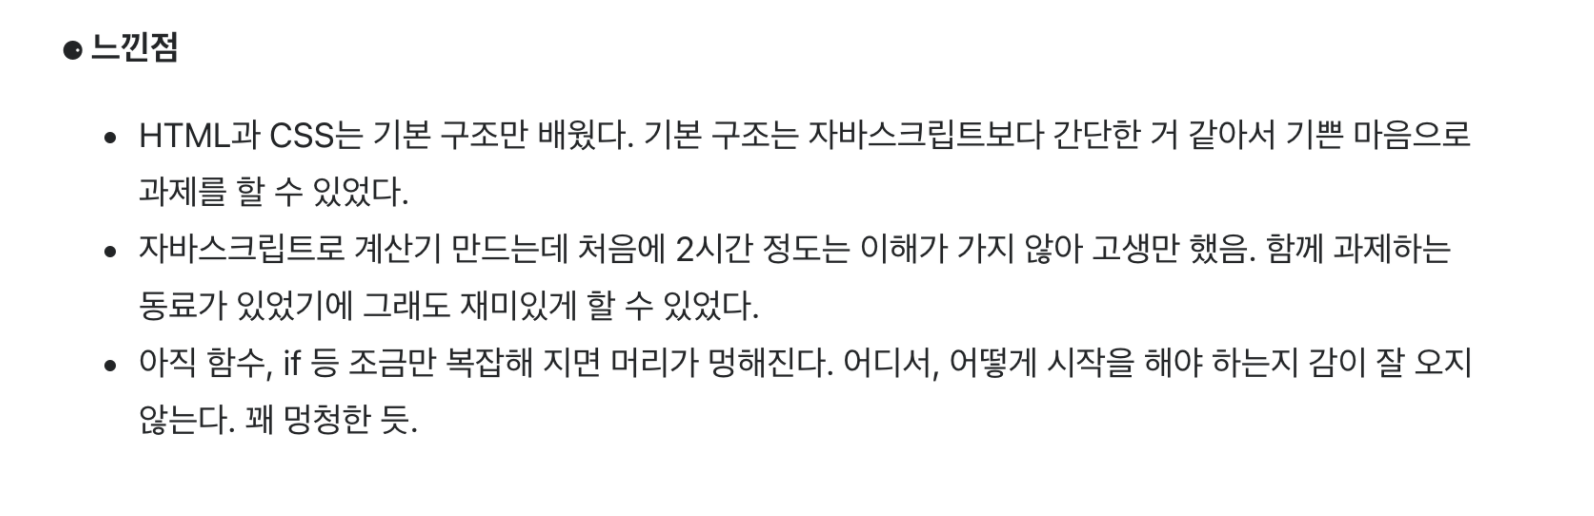 느낀점
HTML과 CSS는 기본 구조만 배웠다. 기본 구조는 자바스크립트보다 간단한 거 같아서 기쁜 마음으로
과제를 할 수 있었다.
자바스크립트로 계산기 만드는데 처음에 2시간 정도는 이해가 가지 않아 고생만 했음. 함께 과제하는
동료가 있었기에 그래도 재미있게 할 수 있었다.
아직 함수, if 등 조금만 복잡해 지면 머리가 멍해진다. 어디서, 어떻게 시작을 해야 하는지 감이 잘 오지
않는다. 꽤 멍청한 듯.